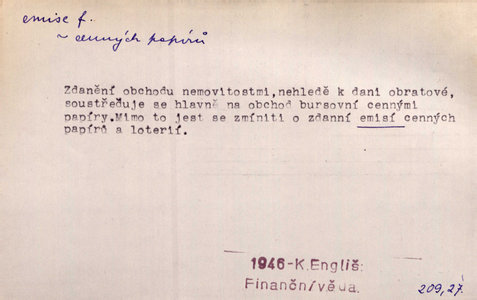 emise f.
~ cenných papírů
Zdanění obchodu nemovitostmi,nehledě k dani obratové,
soustřeďuje se hlavně na obchod bursovní cennými
papíry.Mimo to jest se zmíniti o zdanní emisí cenných
papírů a loterií.
1946-K.Engliš:
Finanční věda.
209,27